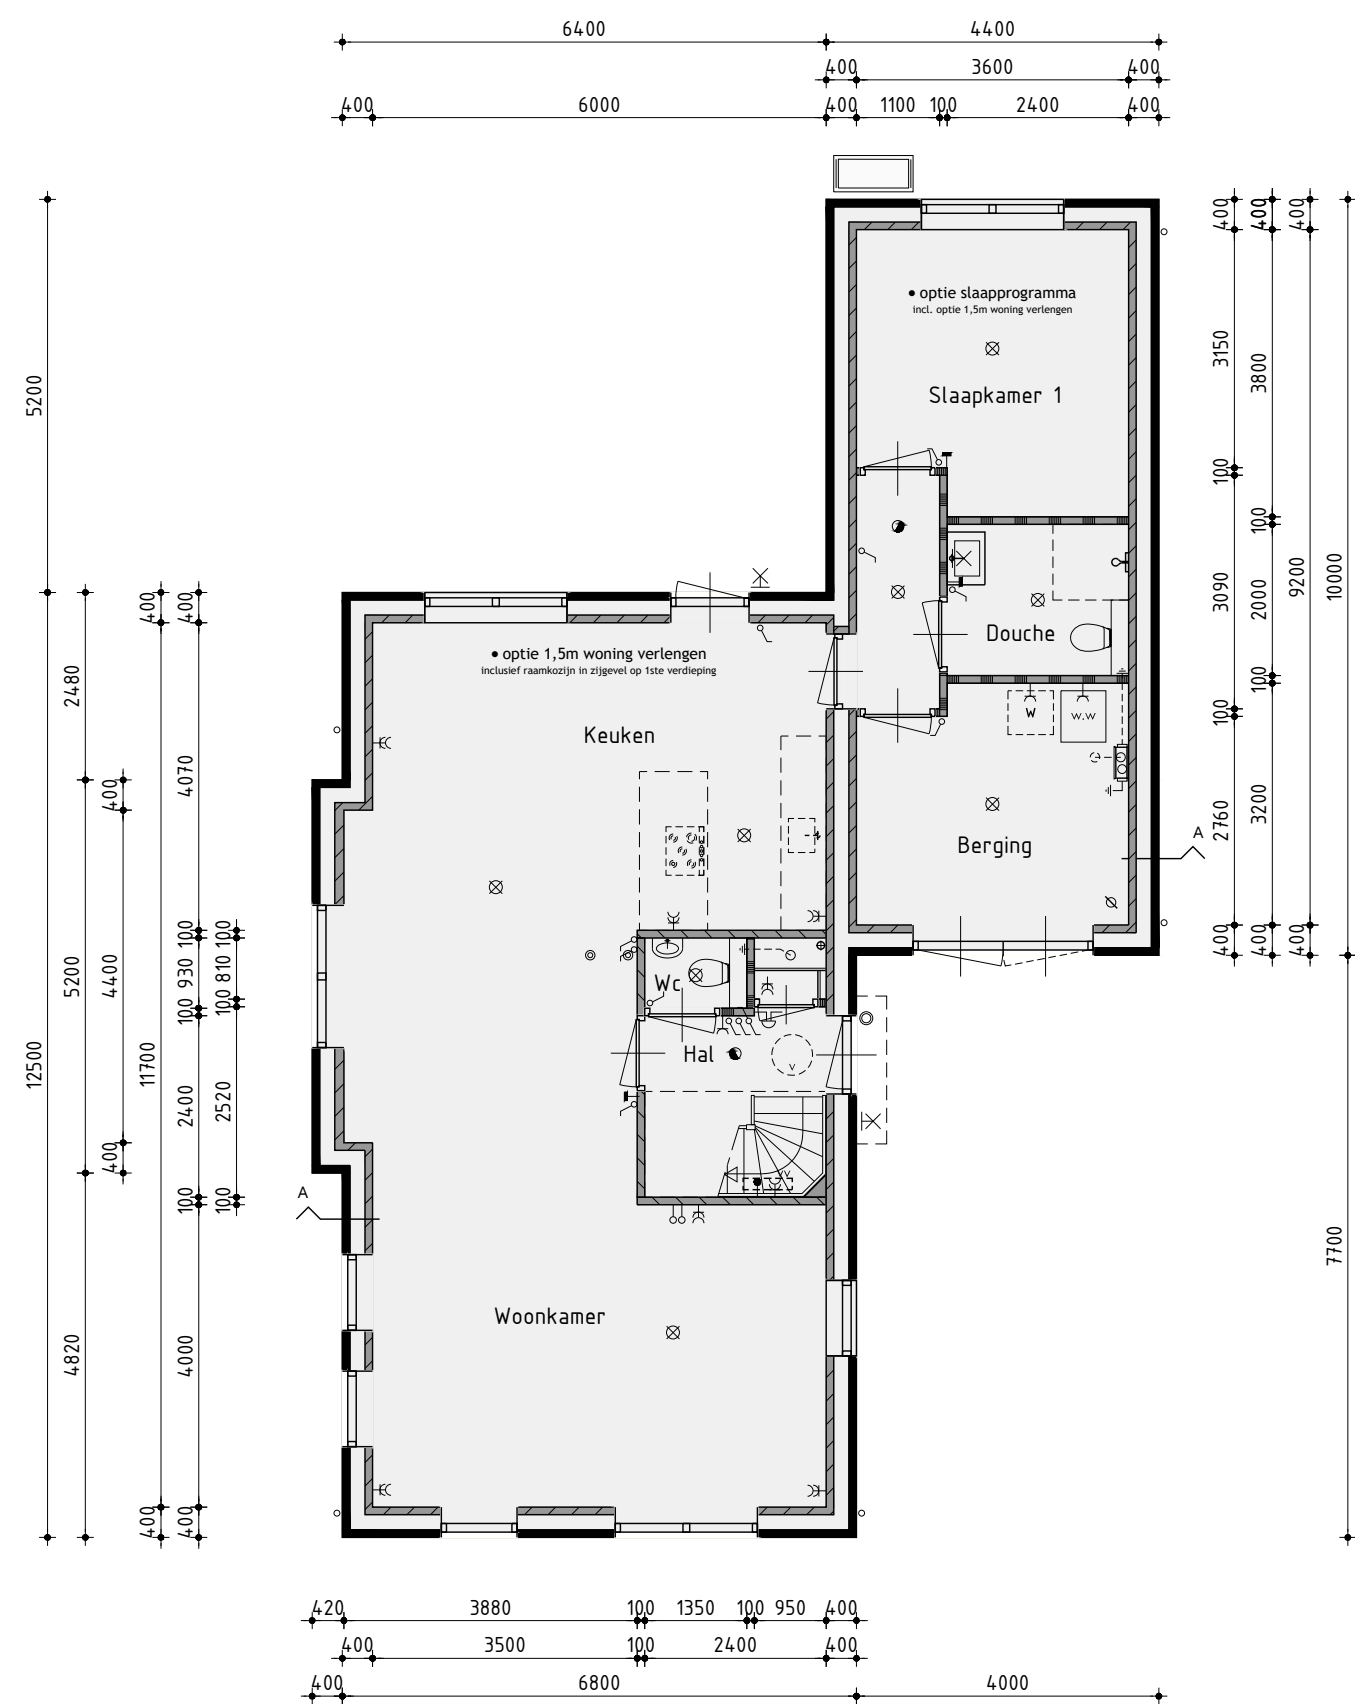 6400 4400
400 3600 400
400 6000 400 1100 100 2400 400
5200
12500
2480
5200
4820
400
4400
400
400
11700
400
400
4070
100
930
100
2400
100
4000
400
100
810
100
2520
100
• optie slaapprogramma
incl. optie 1,5m woning verlengen
Slaapkamer 1
Douche
• optie 1,5m woning verlengen
inclusief raamkozijn in zijgevel op 1ste verdieping
Keuken
W
W.W
Berging
A
Wc
Hal
V
VV
A
Woonkamer
400
3150
100
3090
100
2760
400
400
3800
100
2000
100
3200
400
400
9200
400
10000
7700
420 3880 100 1350 100 950 400
400 3500 100 2400 400
400 6800 4000